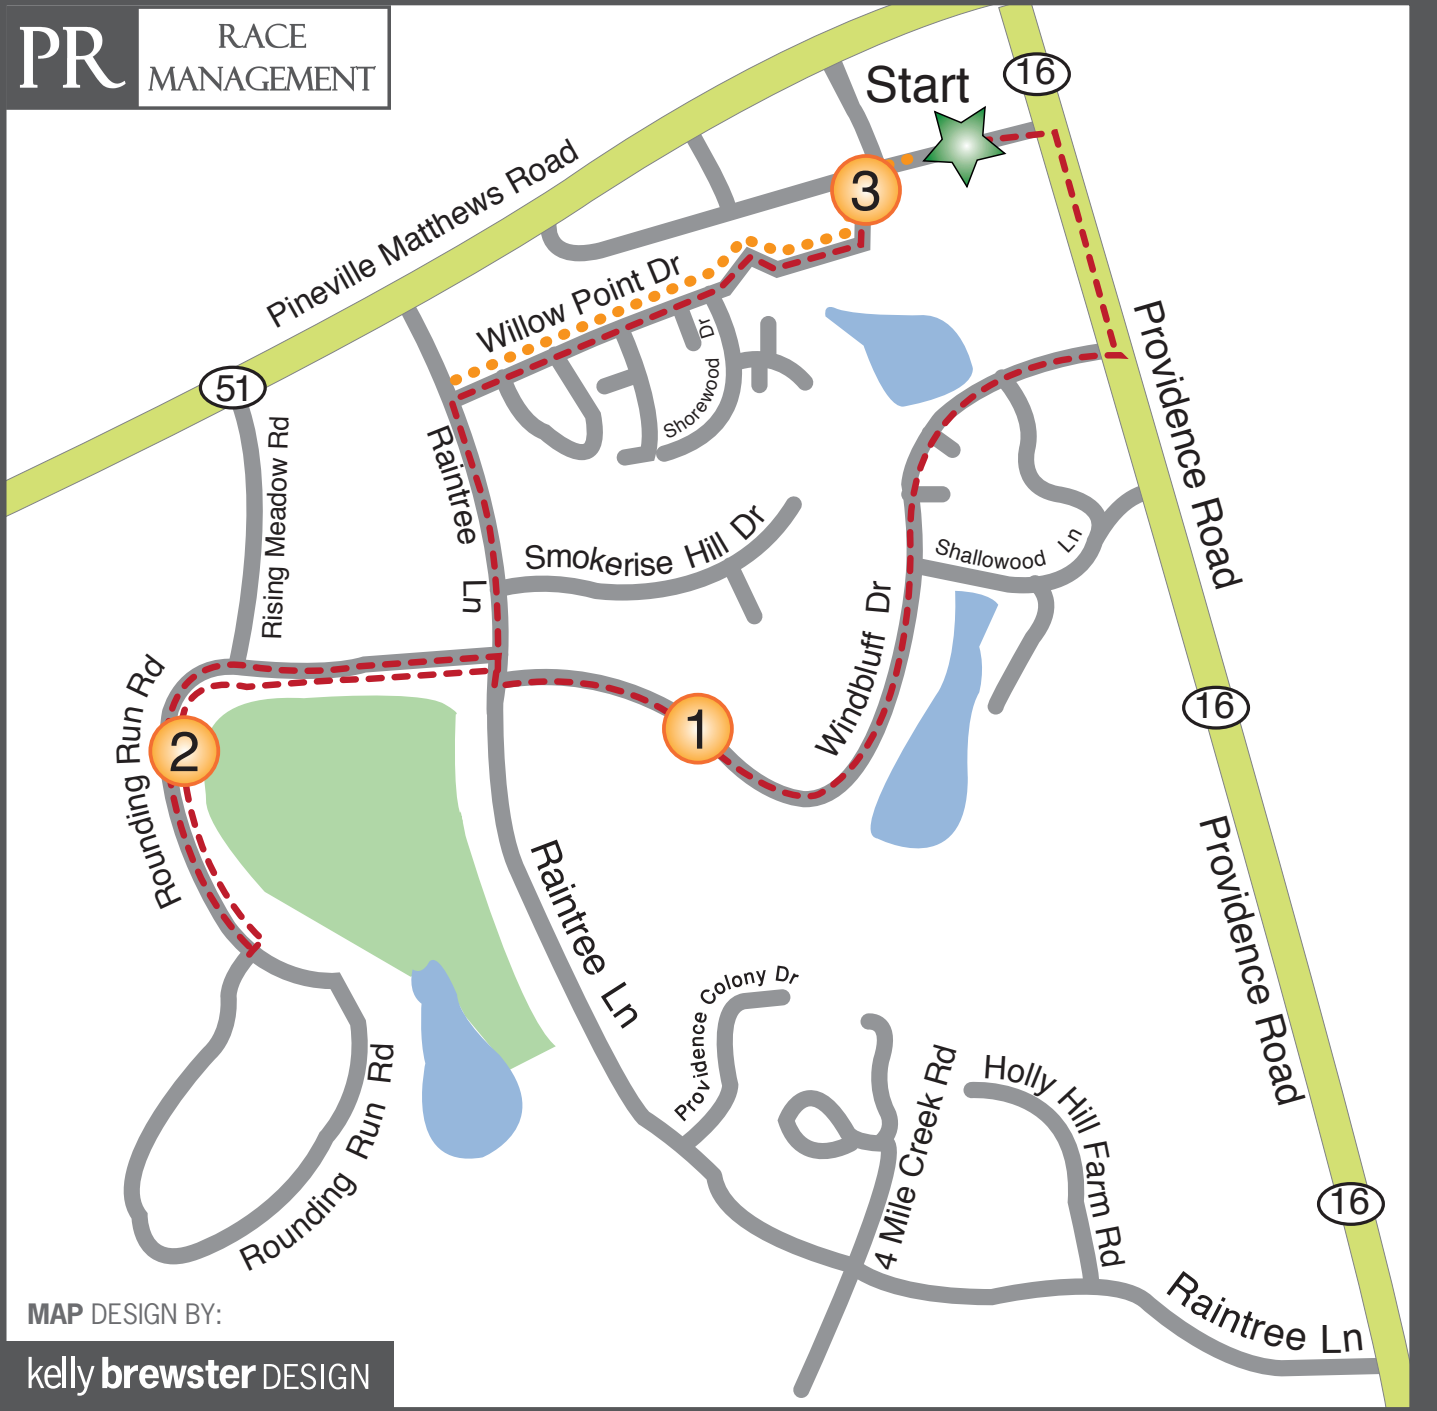 PR
RACE
MANAGEMENT
Start
16
3
Pineville Matthews Road
Willow Point Dr
51
Rising Meadow Rd
Raintree Ln
Shorewood Dr
Providence Road
Smokerise Hill Dr
Shallowood Ln
Windbluff Dr
Rounding Run Rd
2
1
16
Providence Road
Raintree Ln
Providence Colony Dr
4 Mile Creek Rd
Holly Hill Farm Rd
Rounding Run Rd
16
Raintree Ln
MAP DESIGN BY:
kelly brewster DESIGN